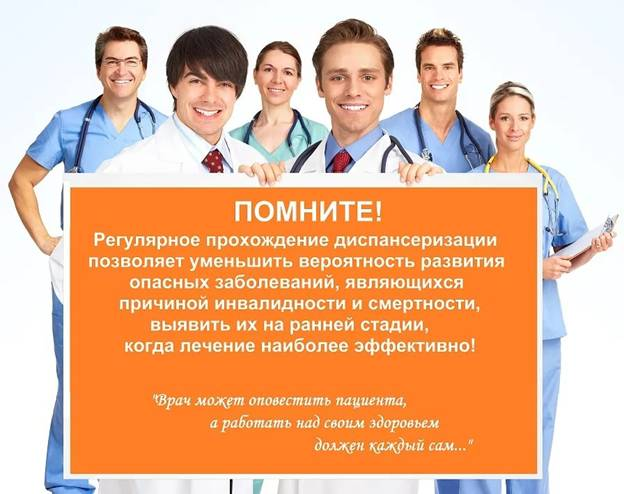 ПОМНИТЕ!
Регулярное прохождение диспансеризации
позволяет уменьшить вероятность развития
опасных заболеваний, являющихся
причиной инвалидности и смертности,
выявить их на ранней стадии,
когда лечение наиболее эффективно!
"Врач может оповестить пациента,
а работать над своим здоровьем
должен каждый сам..."